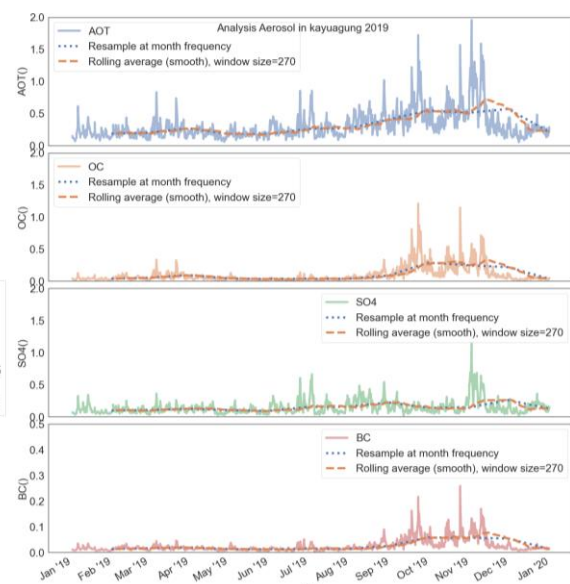 Analysis Aerosol in kayuagung 2019
2.0
1.5
1.0
0.5
0.0
AOT()
AOT
Resample at month frequency
Rolling average (smooth), window size=270
2.0
1.5
1.0
0.5
0.0
OC()
OC
Resample at month frequency
Rolling average (smooth), window size=270
2.0
1.5
1.0
0.5
0.0
SO4()
SO4
Resample at month frequency
Rolling average (smooth), window size=270
0.5
0.4
0.3
0.2
0.1
0.0
BC()
BC
Resample at month frequency
Rolling average (smooth), window size=270
Jan '19
Feb '19
Mar '19
Apr '19
May '19
Jun '19
Jul '19
Aug '19
Sep '19
Oct '19
Nov '19
Dec '19
Jan '20